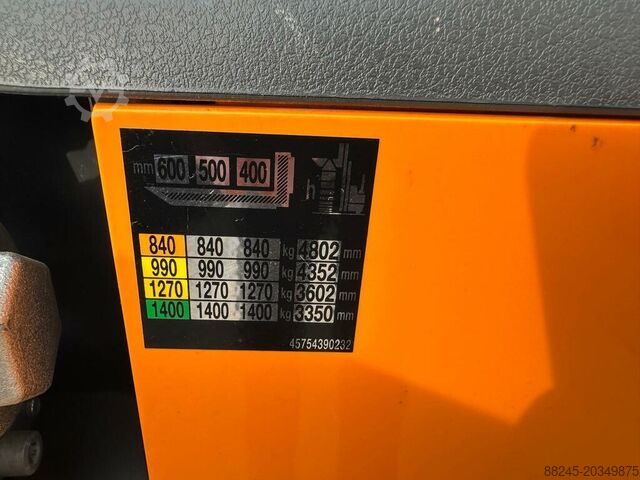 mm 600 500 400
h
840 840 840 kg 4802 mm
990 990 990 kg 4352 mm
1270 1270 1270 kg 3602 mm
1400 1400 1400 kg 3350 mm
45754390232
88245-20349875